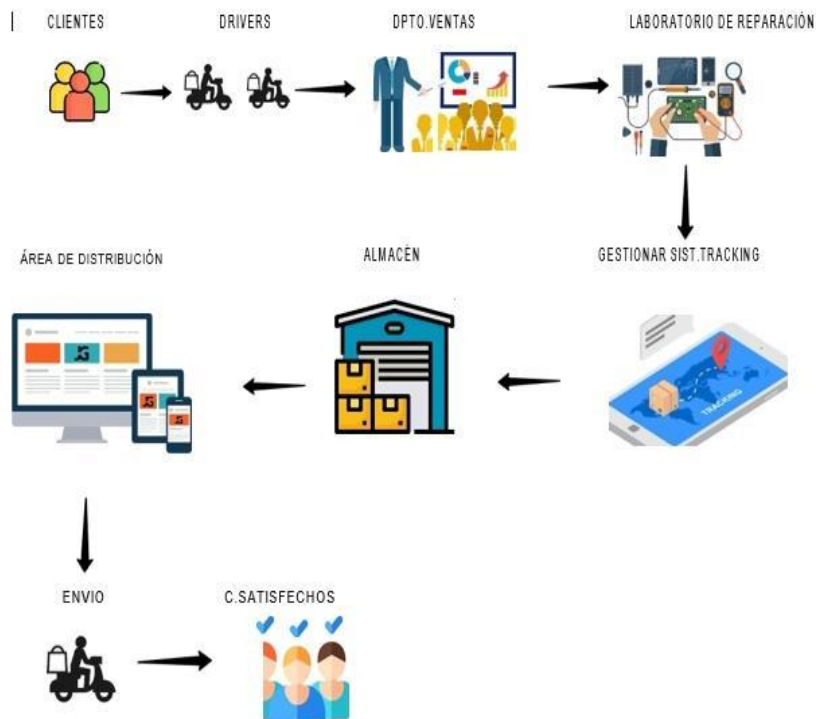 CLIENTES
DRIVERS
DPTO.VENTAS
LABORATORIO DE REPARACIÓN
ÁREA DE DISTRIBUCIÓN
ALMACÉN
GESTIONAR SIST.TRACKING
TRACKING
ENVIO
C.SATISFECHOS